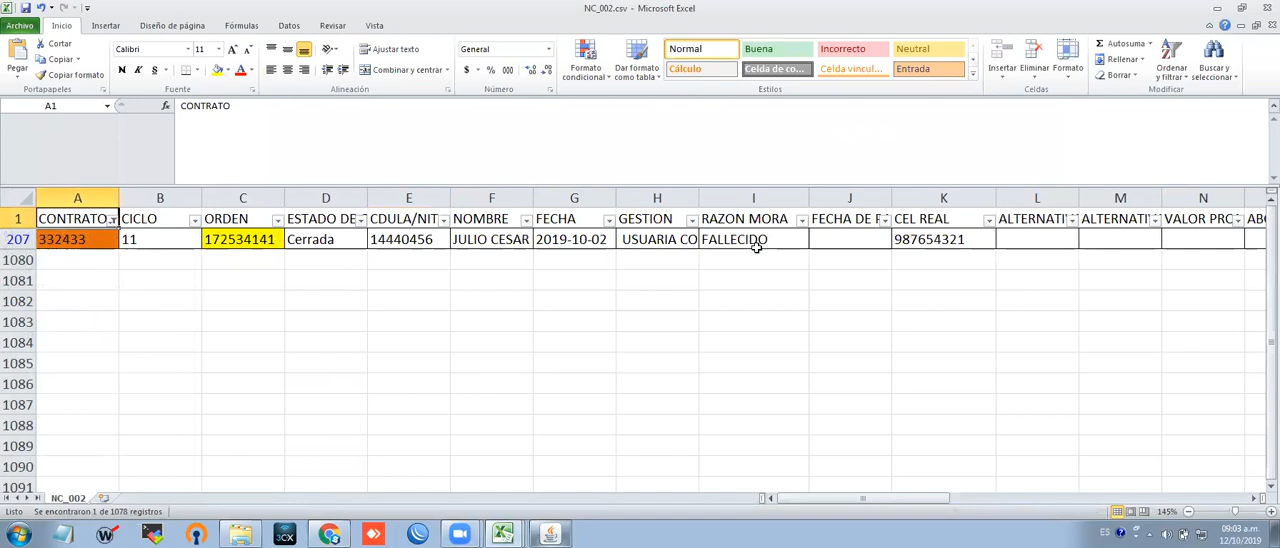 NC_002.csv - Microsoft Excel
Archivo Inicio Insertar Diseño de página Fórmulas Datos Revisar Vista
Cortar
Copiar
Copiar formato
Pegar
Portapapeles
Calibri 11
N K S
Fuente
Ajustar texto
Combinar y centrar
Alineación
General
$ % 000
Número
Formato condicional
Dar formato como tabla
Normal Buena Incorrecto Neutral
Cálculo Celda de co... Celda vincul... Entrada
Estilos
Insertar Eliminar Formato
Celdas
Autosuma
Rellenar
Borrar
Ordenar y filtrar
Buscar y seleccionar
Modificar
A1 fx CONTRATO
A B C D E F G H I J K L M N
1 CONTRATO CICLO ORDEN ESTADO DE CDULA/NIT NOMBRE FECHA GESTION RAZON MORA FECHA DE P CEL REAL ALTERNATI ALTERNATI VALOR PRO ABO
207 332433 11 172534141 Cerrada 14440456 JULIO CESAR 2019-10-02 USUARIA CO FALLECIDO 987654321
1080
1081
1082
1083
1084
1085
1086
1087
1088
1089
1090
1091
NC_002
Listo Se encontraron 1 de 1078 registros 145%
3CX
ES 09:03 a.m.
12/10/2019